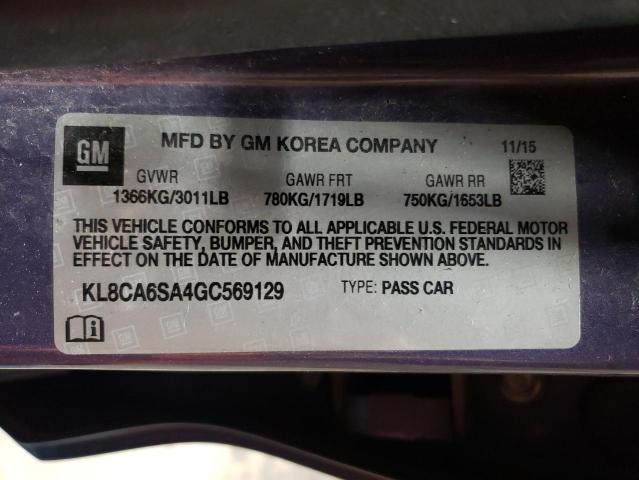 GM
MFD BY GM KOREA COMPANY
11/15
GVWR GAWR FRT GAWR RR
1366KG/3011LB 780KG/1719LB 750KG/1653LB
THIS VEHICLE CONFORMS TO ALL APPLICABLE U.S. FEDERAL MOTOR
VEHICLE SAFETY, BUMPER, AND THEFT PREVENTION STANDARDS IN
EFFECT ON THE DATE OF MANUFACTURE SHOWN ABOVE.
KL8CA6SA4GC569129 TYPE: PASS CAR